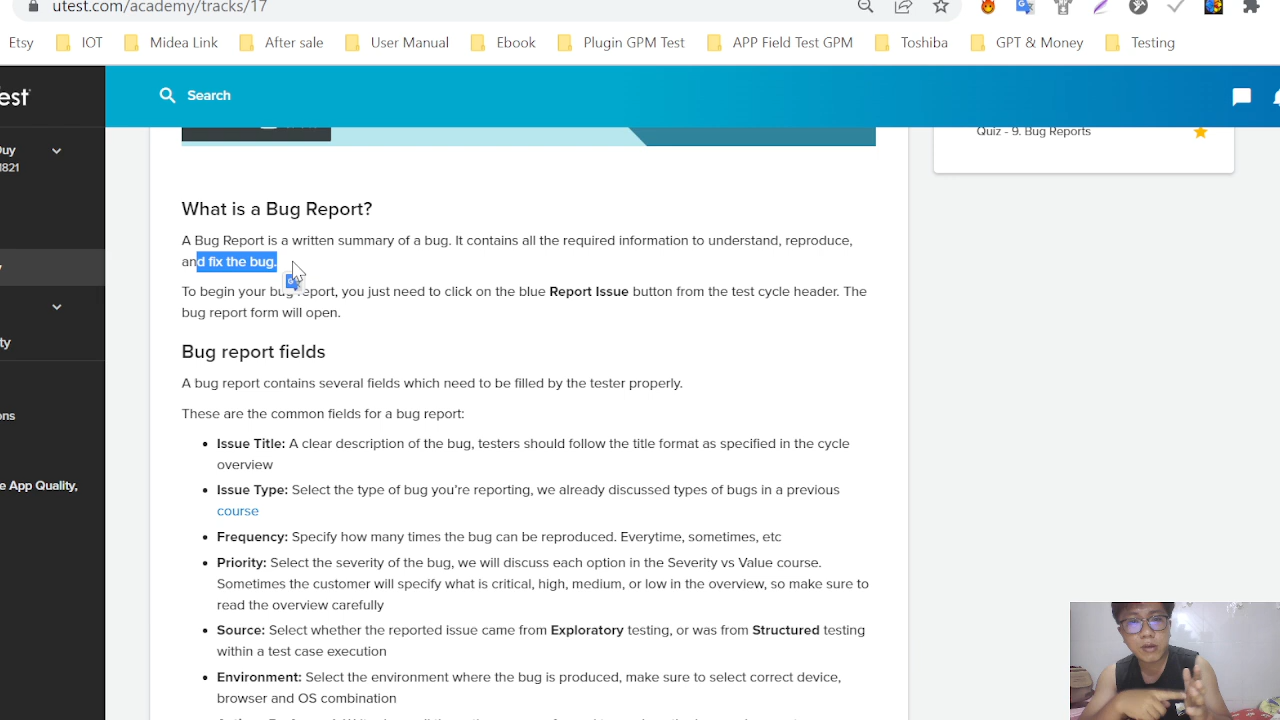 utest.com/academy/tracks/17
Etsy IOT Midea Link After sale User Manual Ebook Plugin GPM Test APP Field Test GPM Toshiba GPT & Money Testing
est
Search
uy
1821
Quiz - 9. Bug Reports
What is a Bug Report?
A Bug Report is a written summary of a bug. It contains all the required information to understand, reproduce,
and fix the bug.
To begin your bug report, you just need to click on the blue Report Issue button from the test cycle header. The
bug report form will open.
ty
Bug report fields
A bug report contains several fields which need to be filled by the tester properly.
These are the common fields for a bug report:
ons
• Issue Title: A clear description of the bug, testers should follow the title format as specified in the cycle
overview
e App Quality,
• Issue Type: Select the type of bug you're reporting, we already discussed types of bugs in a previous
course
• Frequency: Specify how many times the bug can be reproduced. Everytime, sometimes, etc
• Priority: Select the severity of the bug, we will discuss each option in the Severity vs Value course.
Sometimes the customer will specify what is critical, high, medium, or low in the overview, so make sure to
read the overview carefully
• Source: Select whether the reported issue came from Exploratory testing, or was from Structured testing
within a test case execution
• Environment: Select the environment where the bug is produced, make sure to select correct device,
browser and OS combination